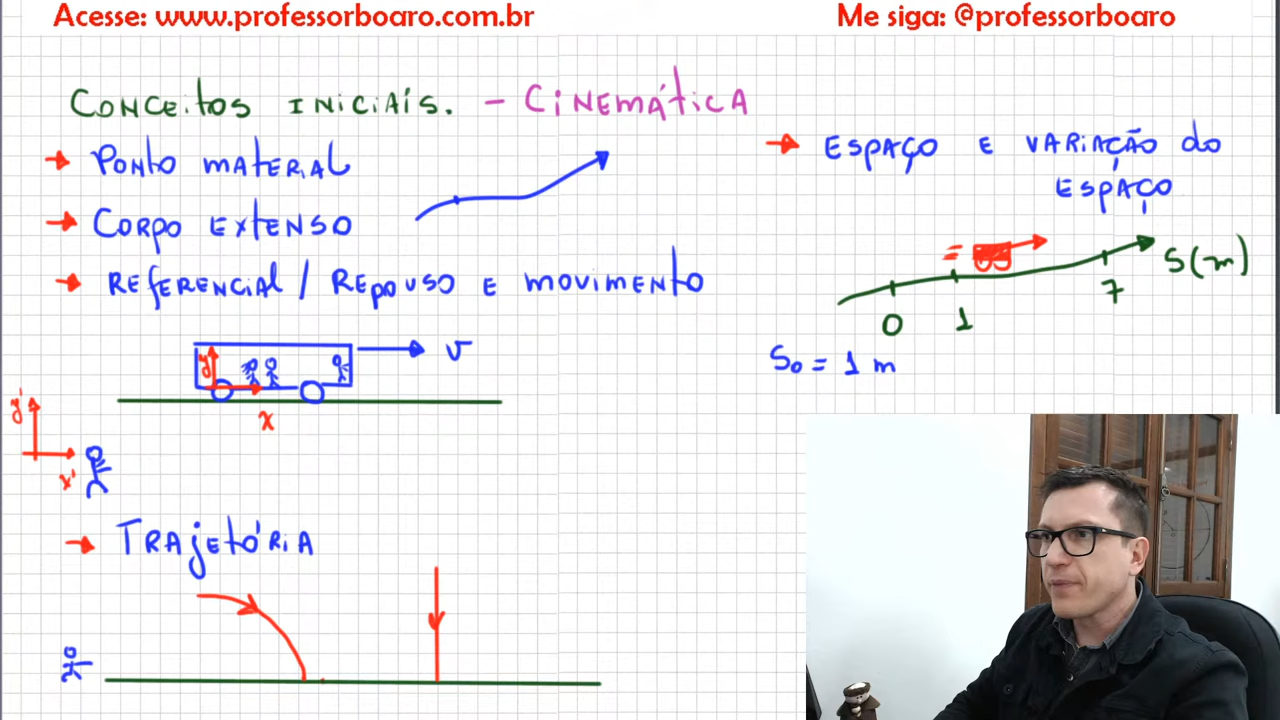 Acesse: www.professorboaro.com.br
Me siga: @professorboaro
CONCEITOS INICIAIS. - CINEMÁTICA
PONTO MATERIAL
CORPO EXTENSO
REFERENCIAL / REPOUSO E MOVIMENTO
y
v
x
y'
x'
TRAJETÓRIA
ESPAÇO E VARIAÇÃO do
ESPAÇO
S(m)
0 1 7
S₀ = 1 m